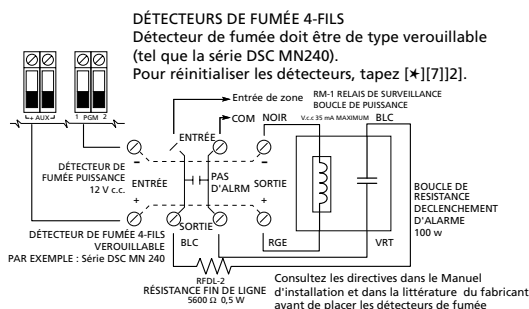 DÉTECTEURS DE FUMÉE 4-FILS
Détecteur de fumée doit être de type verouillable
(tel que la série DSC MN240).
Pour réinitialiser les détecteurs, tapez [✶][7]]2].
Entrée de zone
RM-1 RELAIS DE SURVEILLANCE
BOUCLE DE PUISSANCE
COM NOIR V.c.c 35 mA MAXIMUM BLC
+ AUX -
1 PGM 2
ENTRÉE
DÉTECTEUR DE
FUMÉE PUISSANCE
12 V c.c.
-
-
ENTRÉE
PAS
D'ALRM
SORTIE
+
+
BOUCLE DE
RESISTANCE
DECLENCHEMENT
D'ALARME
100 w
SORTIE
DÉTECTEUR DE FUMÉE 4-FILS
VEROUILLABLE
PAR EXEMPLE : Série DSC MN 240
BLC
RGE
VRT
RFDL-2
RÉSISTANCE FIN DE LIGNE
5600 Ω 0,5 W
Consultez les directives dans le Manuel
d'installation et dans la littérature du fabricant
avant de placer les détecteurs de fumée